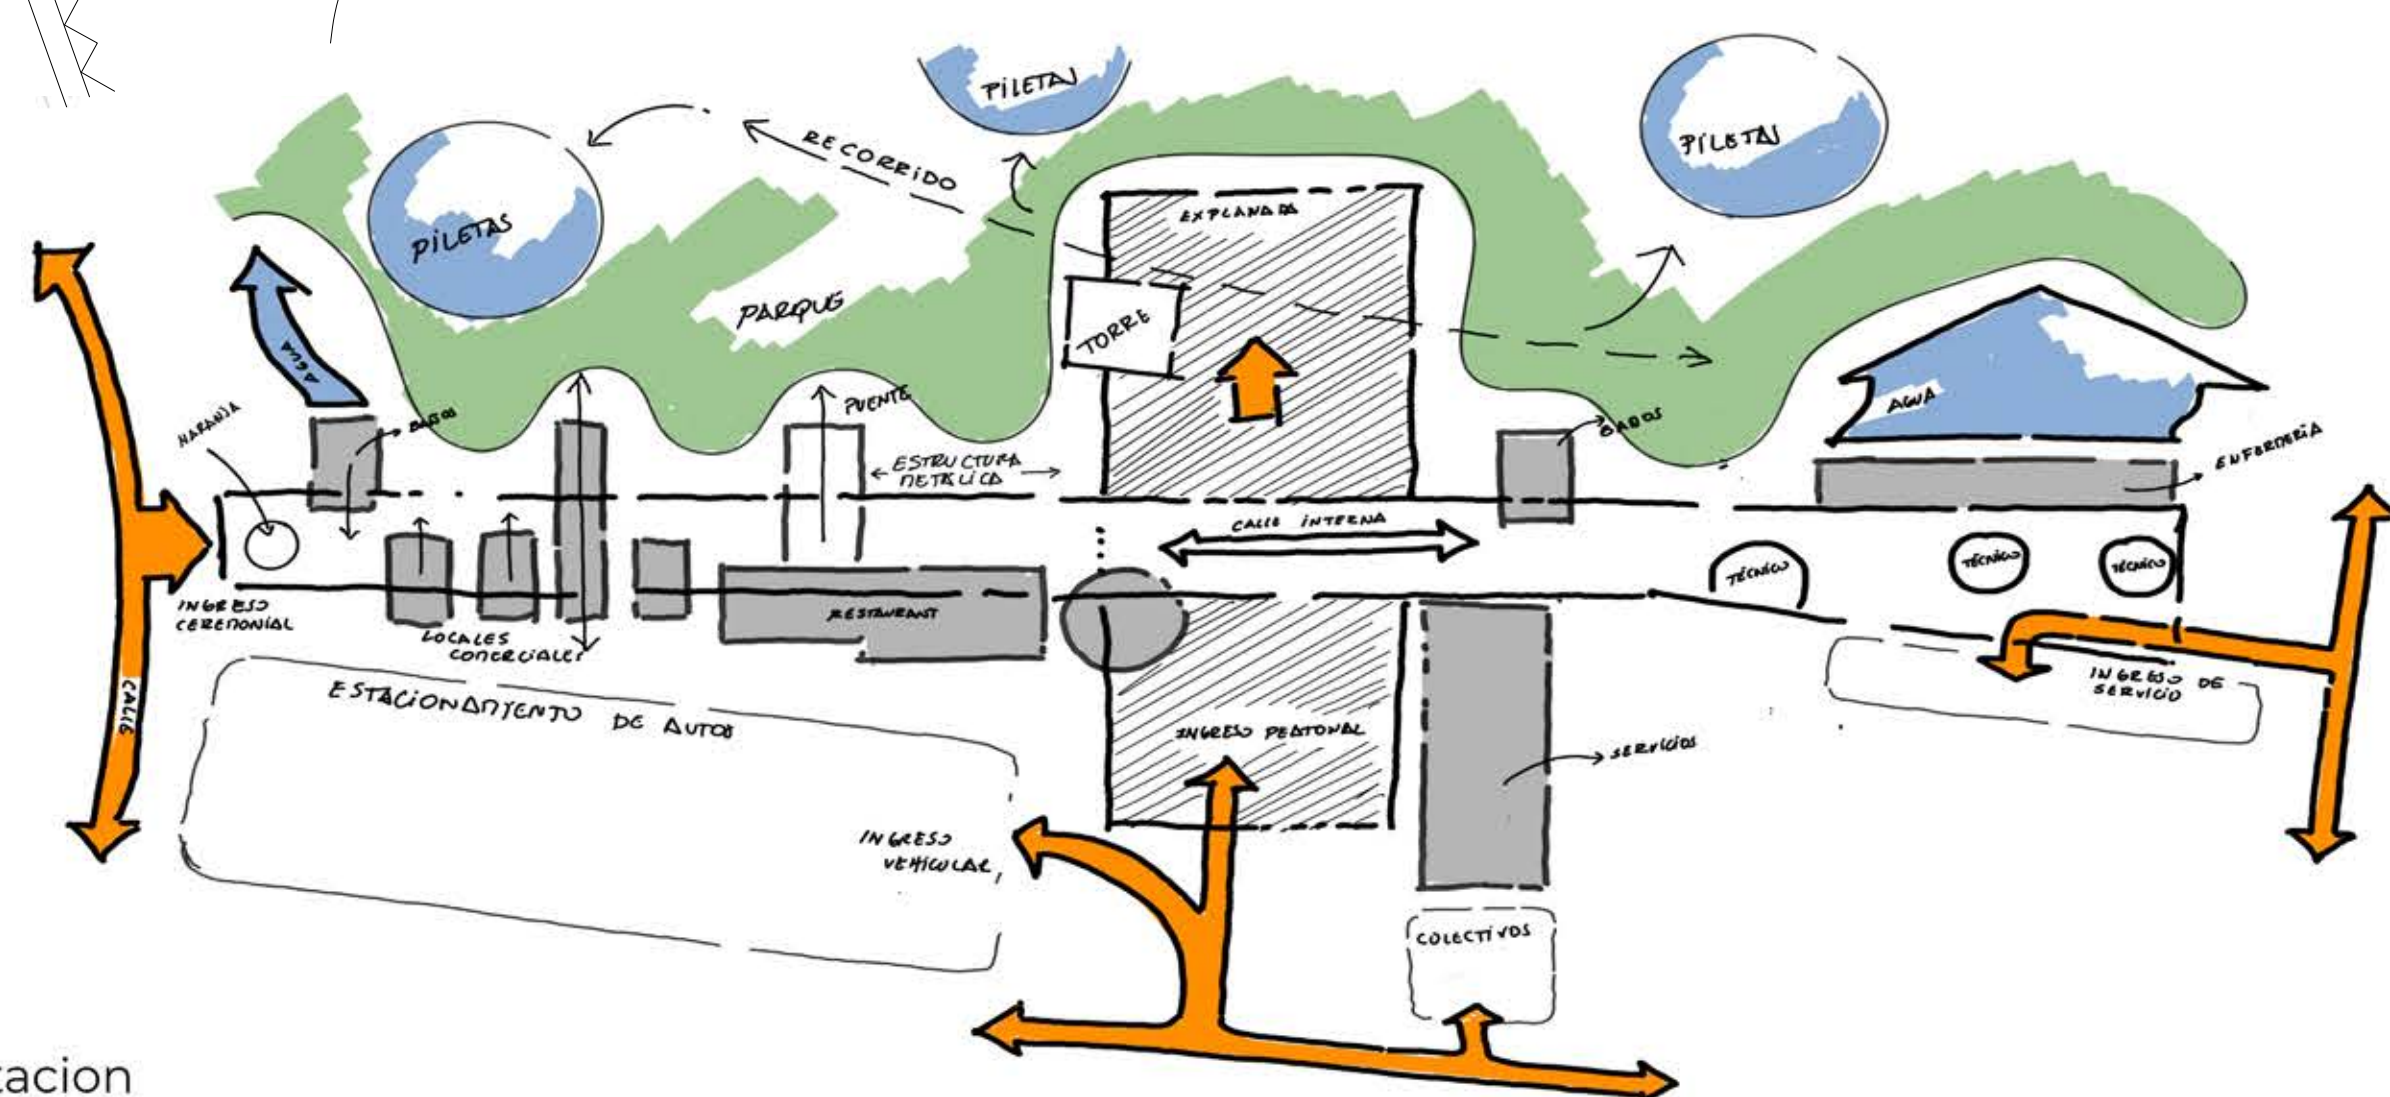 PILETAS
PILETAS
PILETAS
RECORRIDO
EXPLANADA
PARQUE
TORRE
AGUA
NARANJA
BAÑOS
PUENTE
ESTRUCTURA
METALICA
BAÑOS
AGUA
ENFERMERIA
CALLE INTERNA
TÉCNICO
TÉCNICO
TÉCNICO
INGRESO
CEREMONIAL
LOCALES
COMERCIALES
RESTAURANT
CALLE
ESTACIONAMIENTO DE AUTOS
INGRESO PEATONAL
SERVICIOS
INGRESO DE
SERVICIO
INGRESO
VEHICULAR
COLECTIVOS
tacion